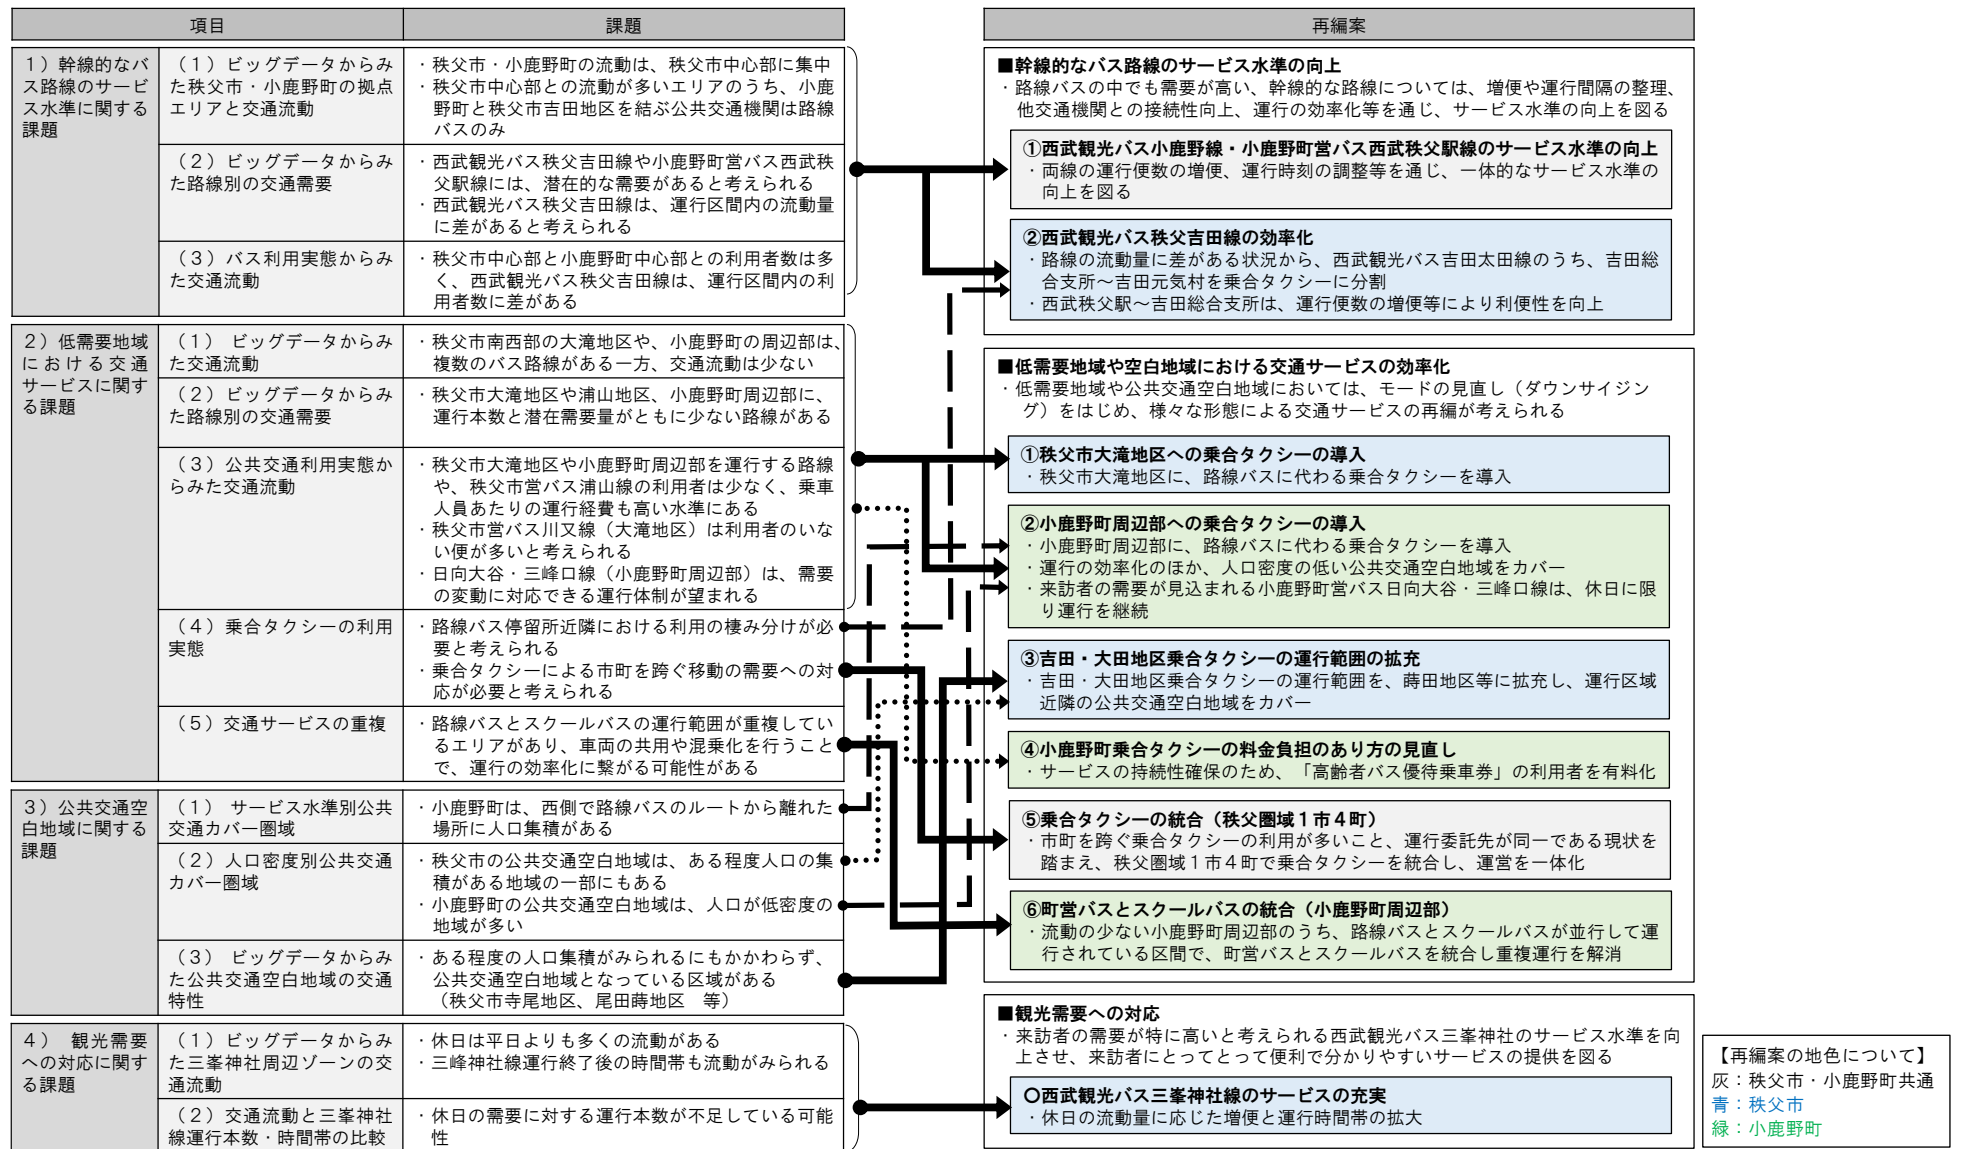 項目
課題
再編案
１）幹線的なバ
ス路線のサービ
ス水準に関する
課題
（１）ビッグデータからみ
た秩父市・小鹿野町の拠点
エリアと交通流動
・秩父市・小鹿野町の流動は、秩父市中心部に集中
・秩父市中心部との流動が多いエリアのうち、小鹿
野町と秩父市吉田地区を結ぶ公共交通機関は路線
バスのみ
（２）ビッグデータからみ
た路線別の交通需要
・西武観光バス秩父吉田線や小鹿野町営バス西武秩
父駅線には、潜在的な需要があると考えられる
・西武観光バス秩父吉田線は、運行区間内の流動量
に差があると考えられる
（３）バス利用実態からみ
た交通流動
・秩父市中心部と小鹿野町中心部との利用者数は多
く、西武観光バス秩父吉田線は、運行区間内の利
用者数に差がある
２）低需要地域
における交通
サービスに関す
る課題
（１） ビッグデータからみ
た交通流動
・秩父市南西部の大滝地区や、小鹿野町の周辺部は、
複数のバス路線がある一方、交通流動は少ない
（２）ビッグデータからみ
た路線別の交通需要
・秩父市大滝地区や浦山地区、小鹿野町周辺部に、
運行本数と潜在需要量がともに少ない路線がある
（３）公共交通利用実態か
らみた交通流動
・秩父市大滝地区や小鹿野町周辺部を運行する路線
や、秩父市営バス浦山線の利用者は少なく、乗車
人員あたりの運行経費も高い水準にある
・秩父市営バス川又線（大滝地区）は利用者のいな
い便が多いと考えられる
・日向大谷・三峰口線（小鹿野町周辺部）は、需要
の変動に対応できる運行体制が望まれる
（４）乗合タクシーの利用
実態
・路線バス停留所近隣における利用の棲み分けが必
要と考えられる
・乗合タクシーによる市町を跨ぐ移動の需要への対
応が必要と考えられる
（５）交通サービスの重複
・路線バスとスクールバスの運行範囲が重複してい
るエリアがあり、車両の共用や混乗化を行うこと
で、運行の効率化に繋がる可能性がある
３）公共交通空
白地域に関する
課題
（１） サービス水準別公共
交通カバー圏域
・小鹿野町は、西側で路線バスのルートから離れた
場所に人口集積がある
（２）人口密度別公共交通
カバー圏域
・秩父市の公共交通空白地域は、ある程度人口の集
積がある地域の一部にもある
・小鹿野町の公共交通空白地域は、人口が低密度の
地域が多い
（３） ビッグデータからみ
た公共交通空白地域の交通
特性
・ある程度の人口集積がみられるにもかかわらず、
公共交通空白地域となっている区域がある
（秩父市寺尾地区、尾田蒔地区　等）
４） 観光需要
への対応に関す
る課題
（１）ビッグデータからみ
た三峯神社周辺ゾーンの交
通流動
・休日は平日よりも多くの流動がある
・三峰神社線運行終了後の時間帯も流動がみられる
（２）交通流動と三峯神社
線運行本数・時間帯の比較
・休日の需要に対する運行本数が不足している可能
性
■幹線的なバス路線のサービス水準の向上
・路線バスの中でも需要が高い、幹線的な路線については、増便や運行間隔の整理、
他交通機関との接続性向上、運行の効率化等を通じ、サービス水準の向上を図る
①西武観光バス小鹿野線・小鹿野町営バス西武秩父駅線のサービス水準の向上
・両線の運行便数の増便、運行時刻の調整等を通じ、一体的なサービス水準の
向上を図る
②西武観光バス秩父吉田線の効率化
・路線の流動量に差がある状況から、西武観光バス吉田太田線のうち、吉田総
合支所～吉田元気村を乗合タクシーに分割
・西武秩父駅～吉田総合支所は、運行便数の増便等により利便性を向上
■低需要地域や空白地域における交通サービスの効率化
・低需要地域や公共交通空白地域においては、モードの見直し（ダウンサイジン
グ）をはじめ、様々な形態による交通サービスの再編が考えられる
①秩父市大滝地区への乗合タクシーの導入
・秩父市大滝地区に、路線バスに代わる乗合タクシーを導入
②小鹿野町周辺部への乗合タクシーの導入
・小鹿野町周辺部に、路線バスに代わる乗合タクシーを導入
・運行の効率化のほか、人口密度の低い公共交通空白地域をカバー
・来訪者の需要が見込まれる小鹿野町営バス日向大谷・三峰口線は、休日に限
り運行を継続
③吉田・大田地区乗合タクシーの運行範囲の拡充
・吉田・大田地区乗合タクシーの運行範囲を、蒔田地区等に拡充し、運行区域
近隣の公共交通空白地域をカバー
④小鹿野町乗合タクシーの料金負担のあり方の見直し
・サービスの持続性確保のため、「高齢者バス優待乗車券」の利用者を有料化
⑤乗合タクシーの統合（秩父圏域１市４町）
・市町を跨ぐ乗合タクシーの利用が多いこと、運行委託先が同一である現状を
踏まえ、秩父圏域１市４町で乗合タクシーを統合し、運営を一体化
⑥町営バスとスクールバスの統合（小鹿野町周辺部）
・流動の少ない小鹿野町周辺部のうち、路線バスとスクールバスが並行して運
行されている区間で、町営バスとスクールバスを統合し重複運行を解消
■観光需要への対応
・来訪者の需要が特に高いと考えられる西武観光バス三峯神社のサービス水準を向
上させ、来訪者にとってとって便利で分かりやすいサービスの提供を図る
〇西武観光バス三峯神社線のサービスの充実
・休日の流動量に応じた増便と運行時間帯の拡大
【再編案の地色について】
灰：秩父市・小鹿野町共通
青：秩父市
緑：小鹿野町